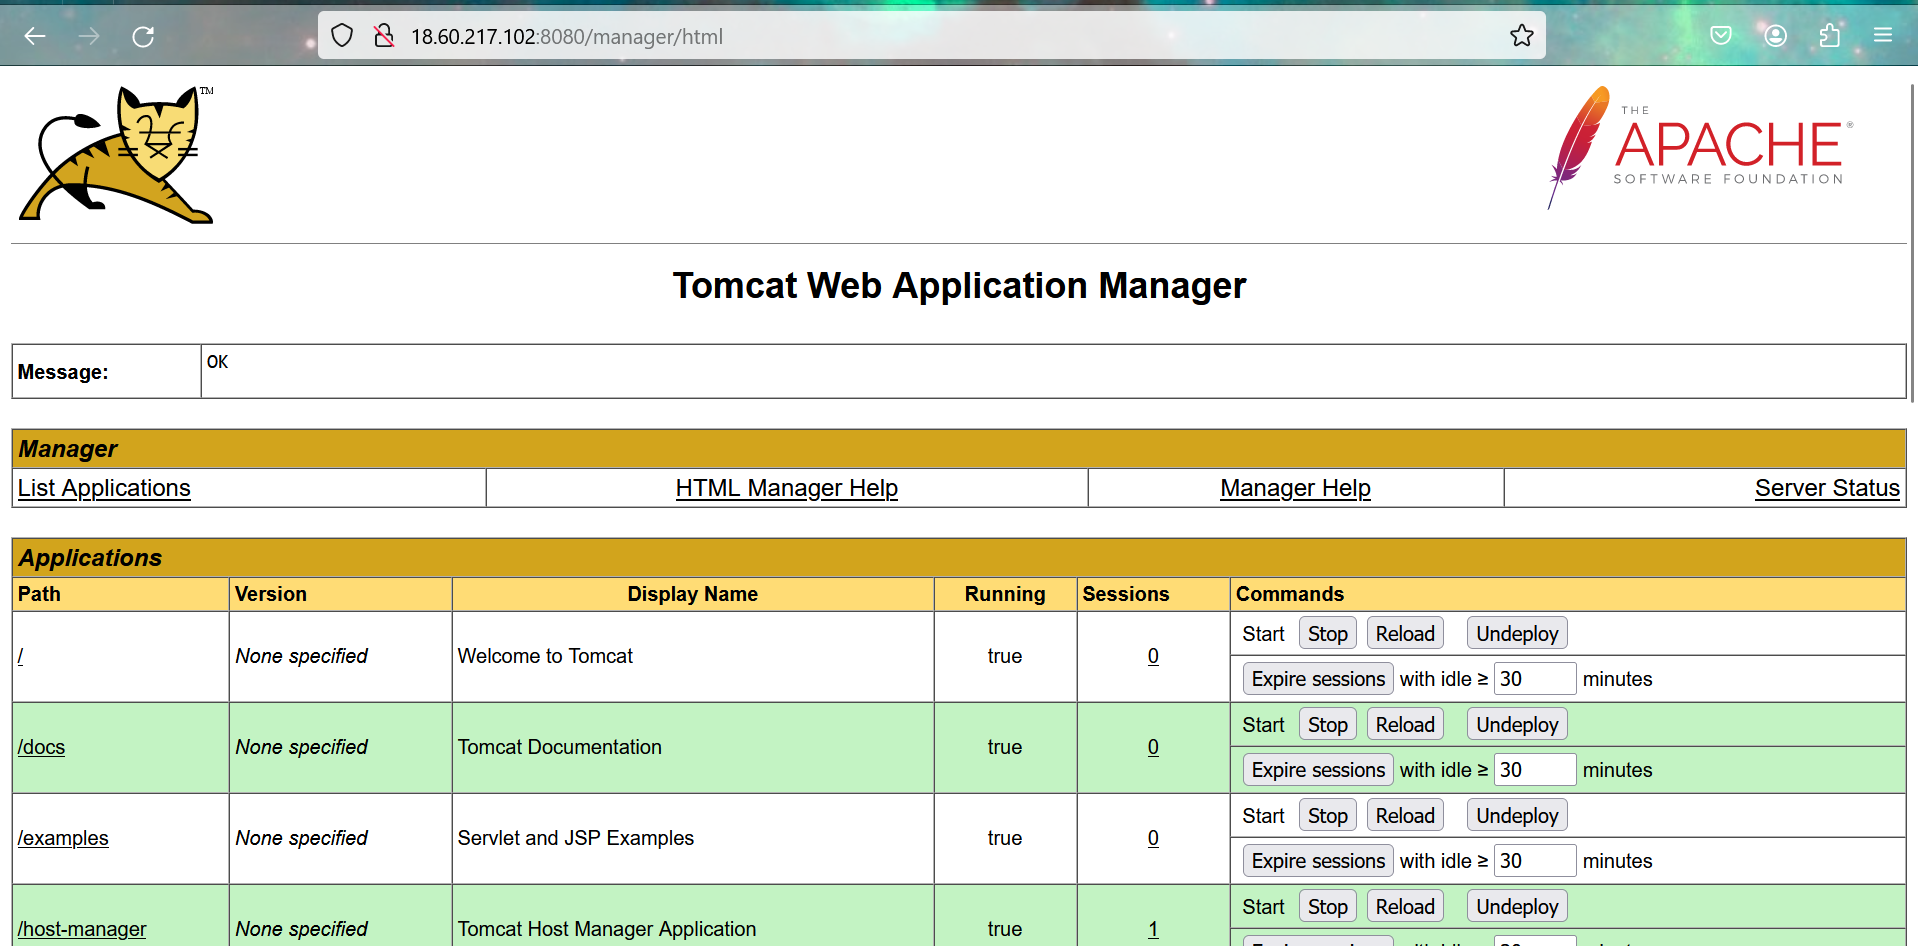 18.60.217.102:8080/manager/html
TM
THE
APACHE®
SOFTWARE FOUNDATION
Tomcat Web Application Manager
Message: OK
Manager
List Applications HTML Manager Help Manager Help Server Status
Applications
Path Version Display Name Running Sessions Commands
Start Stop Reload Undeploy
/ None specified Welcome to Tomcat true 0
Expire sessions with idle ≥ 30 minutes
Start Stop Reload Undeploy
/docs None specified Tomcat Documentation true 0
Expire sessions with idle ≥ 30 minutes
Start Stop Reload Undeploy
/examples None specified Servlet and JSP Examples true 0
Expire sessions with idle ≥ 30 minutes
Start Stop Reload Undeploy
/host-manager None specified Tomcat Host Manager Application true 1